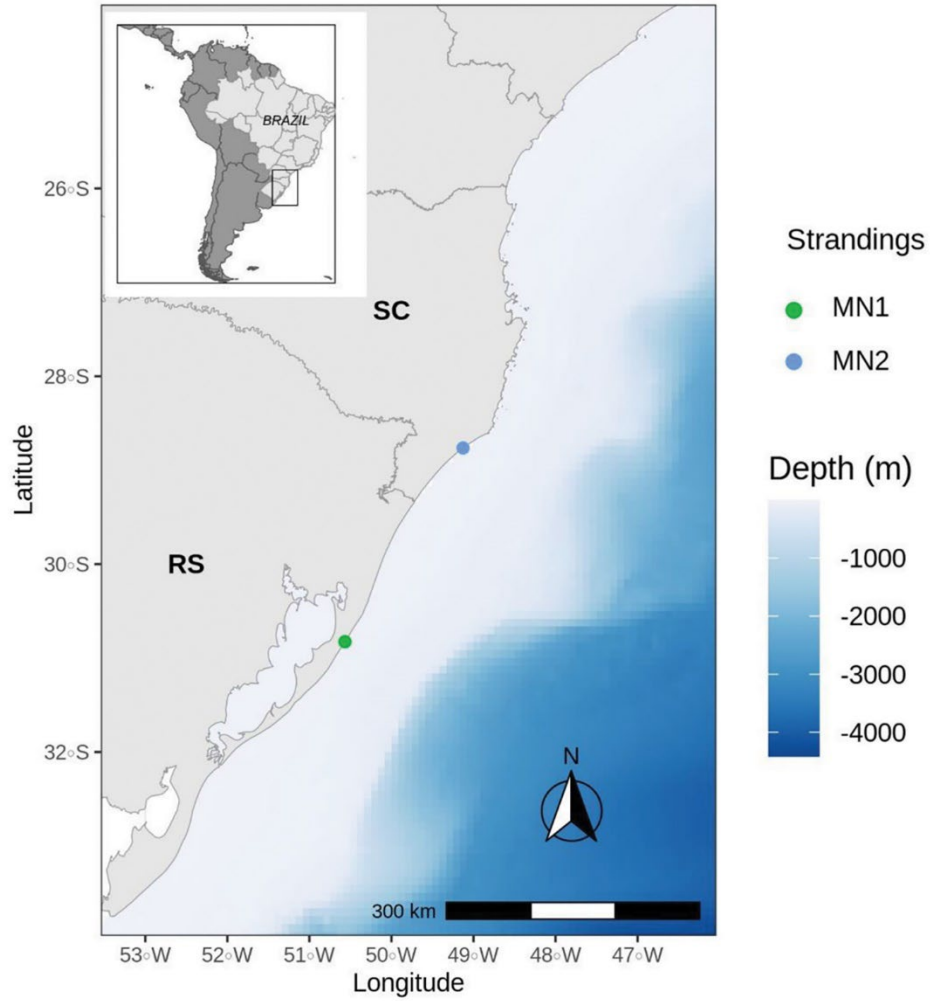 BRAZIL
26°S
SC
28°S
Latitude
30°S
RS
32°S
N
300 km
53°W 52°W 51°W 50°W 49°W 48°W 47°W
Longitude
Strandings
MN1
MN2
Depth (m)
-1000
-2000
-3000
-4000